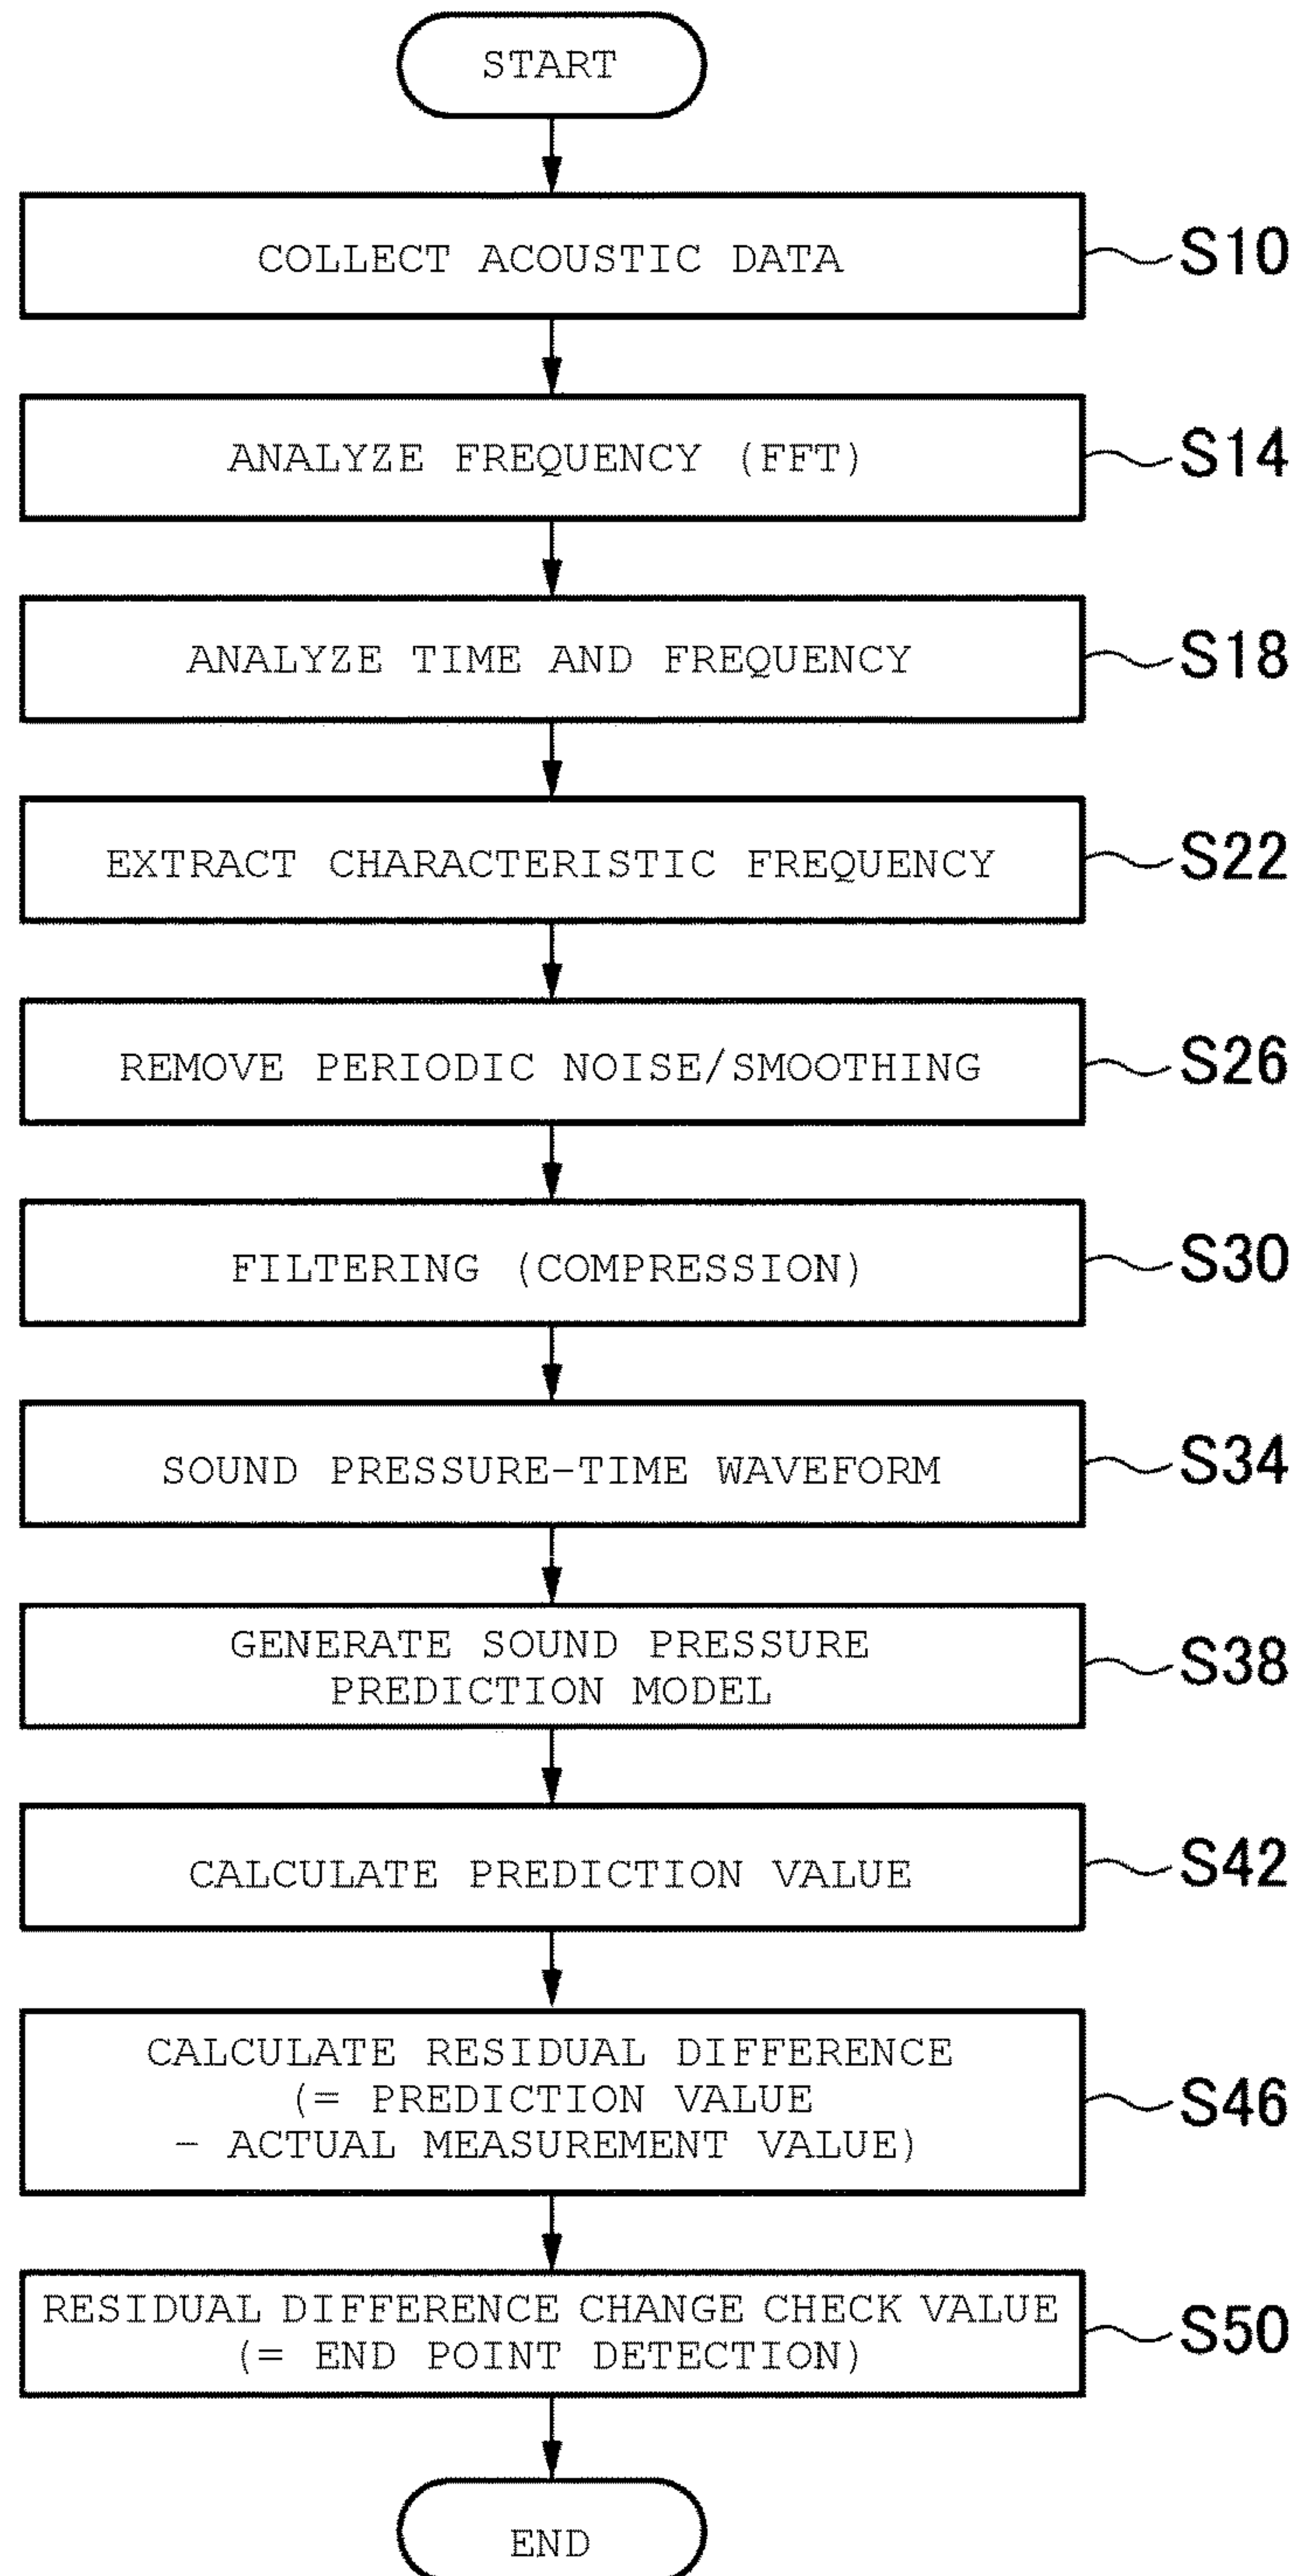 START
COLLECT ACOUSTIC DATA
S10
ANALYZE FREQUENCY (FFT)
S14
ANALYZE TIME AND FREQUENCY
S18
EXTRACT CHARACTERISTIC FREQUENCY
S22
REMOVE PERIODIC NOISE/SMOOTHING
S26
FILTERING (COMPRESSION)
S30
SOUND PRESSURE-TIME WAVEFORM
S34
GENERATE SOUND PRESSURE
PREDICTION MODEL
S38
CALCULATE PREDICTION VALUE
S42
CALCULATE RESIDUAL DIFFERENCE
(= PREDICTION VALUE
- ACTUAL MEASUREMENT VALUE)
S46
RESIDUAL DIFFERENCE CHANGE CHECK VALUE
(= END POINT DETECTION)
S50
END